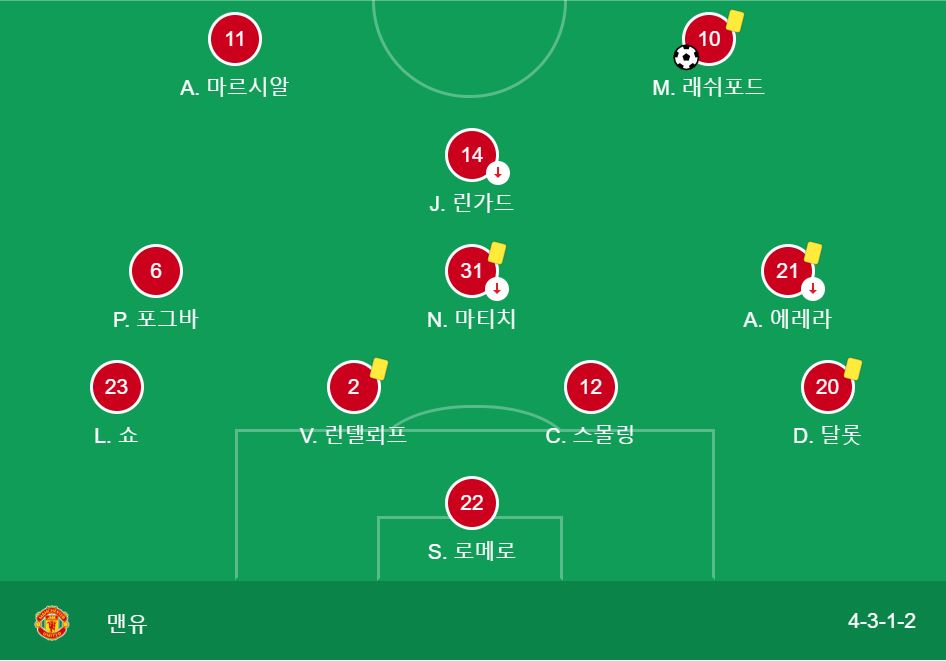 11 10
A. 마르시알 M. 래쉬포드
14
J. 린가드
6 31 21
P. 포그바 N. 마티치 A. 에레라
23 2 12 20
L. 쇼 V. 린델뢰프 C. 스몰링 D. 달롯
22
S. 로메로
맨유 4-3-1-2